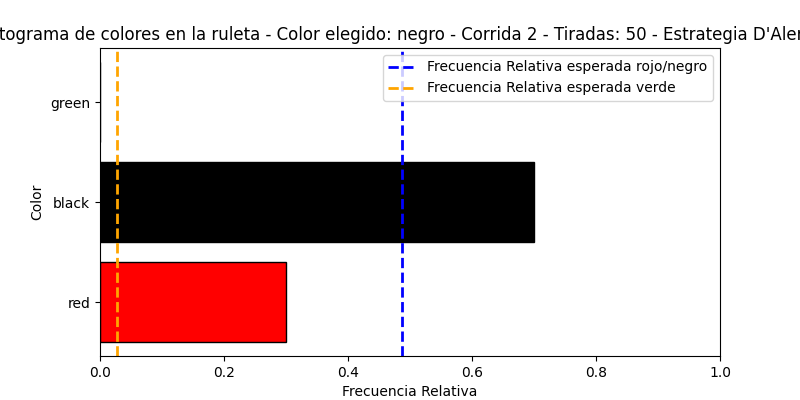 tograma de colores en la ruleta - Color elegido: negro - Corrida 2 - Tiradas: 50 - Estrategia D'Aler
Frecuencia Relativa esperada rojo/negro
Frecuencia Relativa esperada verde
green
black
red
Color
0.0 0.2 0.4 0.6 0.8 1.0
Frecuencia Relativa